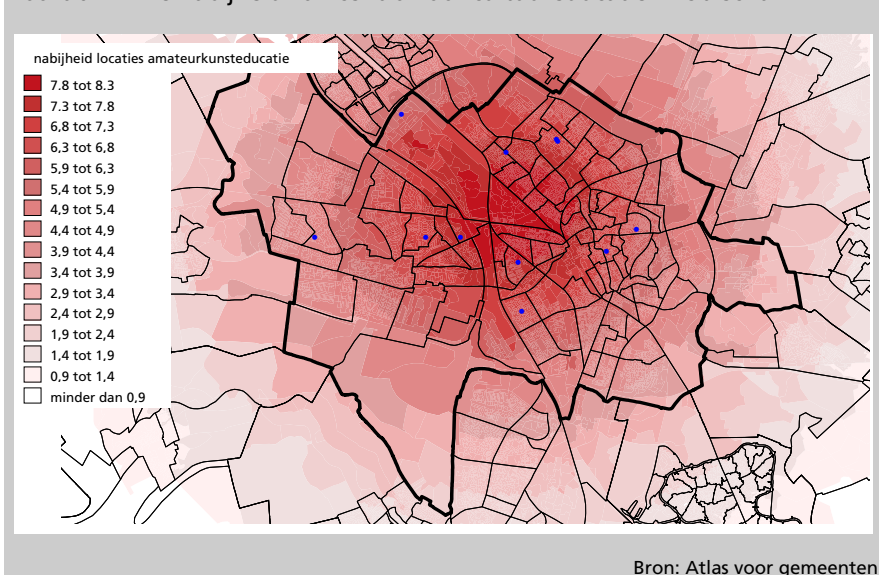 nabijheid locaties amateurkunsteducatie
7.8 tot 8.3
7.3 tot 7.8
6,8 tot 7,3
6,3 tot 6,8
5,9 tot 6,3
5,4 tot 5,9
4,9 tot 5,4
4,4 tot 4,9
3,9 tot 4,4
3,4 tot 3,9
2,9 tot 3,4
2,4 tot 2,9
1,9 tot 2,4
1.4 tot 1,9
0,9 tot 1,4
minder dan 0,9
Bron: Atlas voor gemeenten